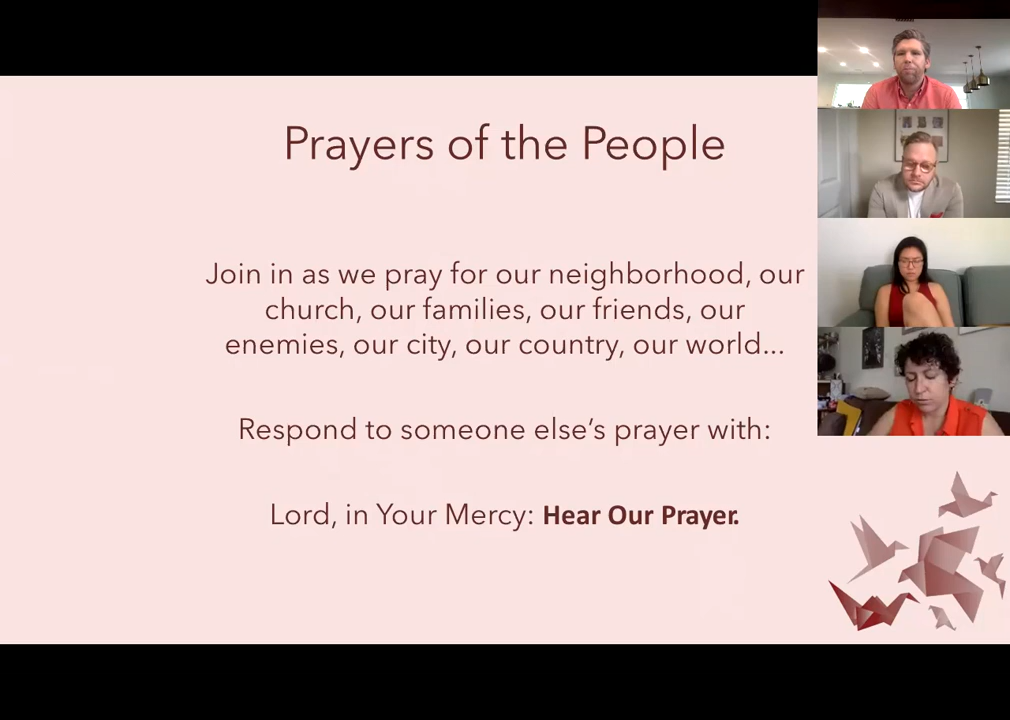 Prayers of the People
Join in as we pray for our neighborhood, our
church, our families, our friends, our
enemies, our city, our country, our world...
Respond to someone else's prayer with:
Lord, in Your Mercy: Hear Our Prayer.